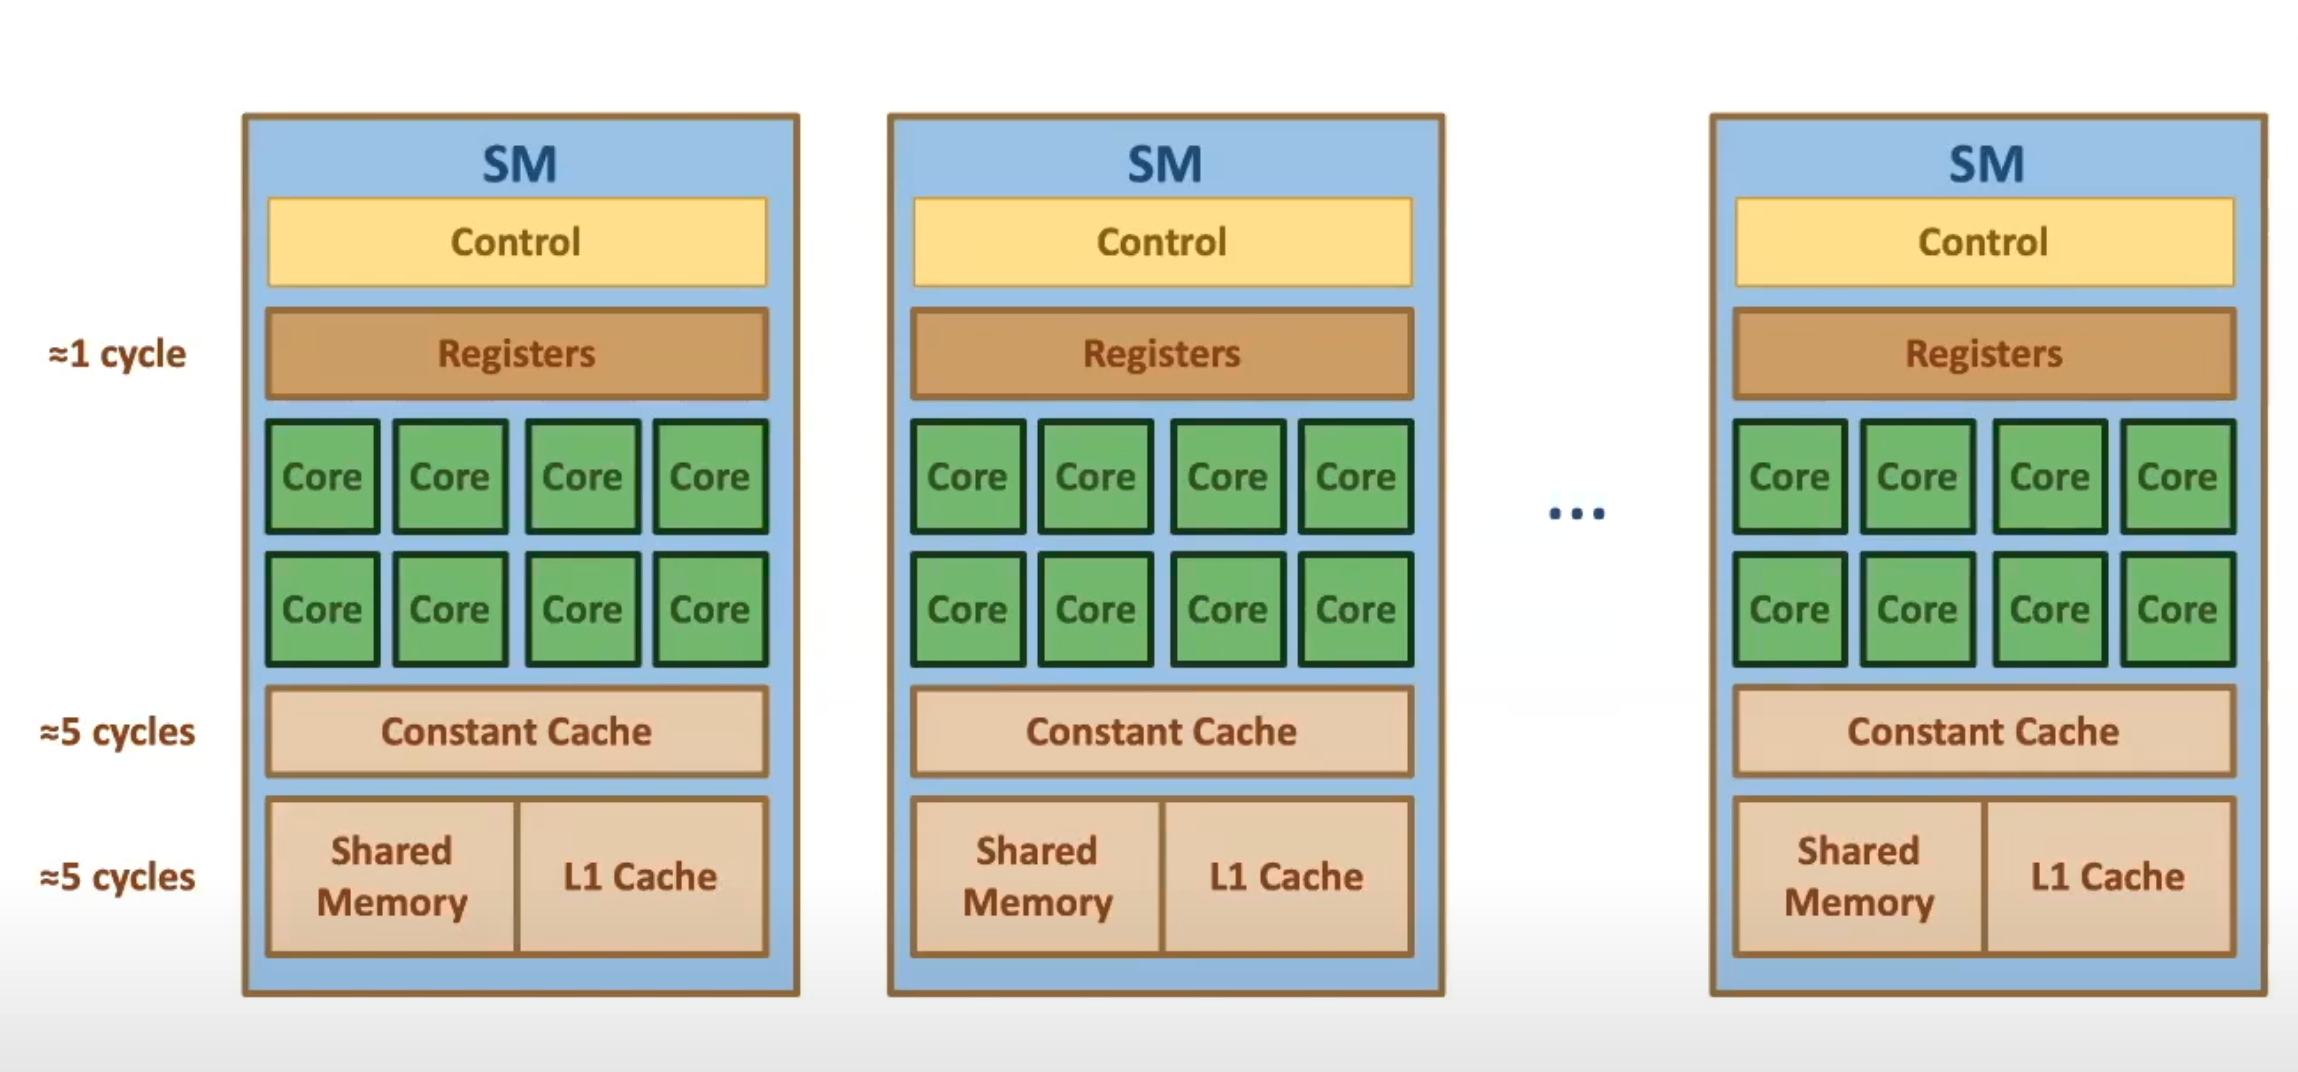 SM SM SM
Control Control Control
≈1 cycle Registers Registers Registers
Core Core Core Core Core Core Core Core ... Core Core Core Core
Core Core Core Core Core Core Core Core Core Core Core Core
≈5 cycles Constant Cache Constant Cache Constant Cache
≈5 cycles Shared Memory L1 Cache Shared Memory L1 Cache Shared Memory L1 Cache